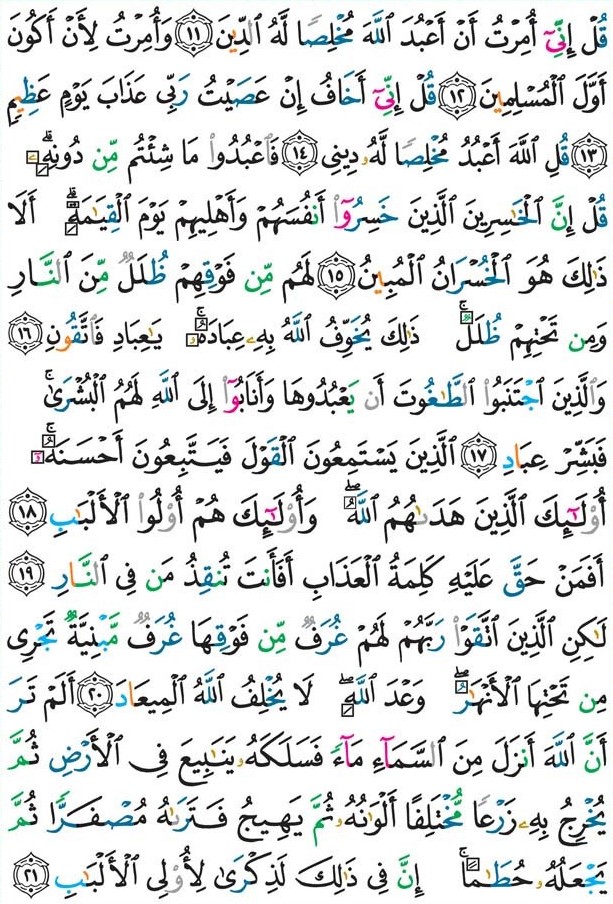 قُلْ إِنِّىٓ أُمِرْتُ أَنْ أَعْبُدَ ٱللَّهَ مُخْلِصًا لَّهُ ٱلدِّينَ ١١ وَأُمِرْتُ لِأَنْ أَكُونَ
أَوَّلَ ٱلْمُسْلِمِينَ ١٢ قُلْ إِنِّىٓ أَخَافُ إِنْ عَصَيْتُ رَبِّى عَذَابَ يَوْمٍ عَظِيمٍ
١٣ قُلِ ٱللَّهَ أَعْبُدُ مُخْلِصًا لَّهُۥ دِينِى ١٤ فَٱعْبُدُوا۟ مَا شِئْتُم مِّن دُونِهِۦۗ
قُلْ إِنَّ ٱلْخَٰسِرِينَ ٱلَّذِينَ خَسِرُوٓا۟ أَنفُسَهُمْ وَأَهْلِيهِمْ يَوْمَ ٱلْقِيَٰمَةِۗ أَلَا
ذَٰلِكَ هُوَ ٱلْخُسْرَانُ ٱلْمُبِينُ ١٥ لَهُم مِّن فَوْقِهِمْ ظُلَلٌ مِّنَ ٱلنَّارِ
وَمِن تَحْتِهِمْ ظُلَلٌۚ ذَٰلِكَ يُخَوِّفُ ٱللَّهُ بِهِۦ عِبَادَهُۥۚ يَٰعِبَادِ فَٱتَّقُونِ ١٦
وَٱلَّذِينَ ٱجْتَنَبُوا۟ ٱلطَّٰغُوتَ أَن يَعْبُدُوهَا وَأَنَابُوٓا۟ إِلَى ٱللَّهِ لَهُمُ ٱلْبُشْرَىٰۚ
فَبَشِّرْ عِبَادِ ١٧ ٱلَّذِينَ يَسْتَمِعُونَ ٱلْقَوْلَ فَيَتَّبِعُونَ أَحْسَنَهُۥٓۚ
أُو۟لَٰٓئِكَ ٱلَّذِينَ هَدَىٰهُمُ ٱللَّهُۖ وَأُو۟لَٰٓئِكَ هُمْ أُو۟لُوا۟ ٱلْأَلْبَٰبِ ١٨
أَفَمَنْ حَقَّ عَلَيْهِ كَلِمَةُ ٱلْعَذَابِ أَفَأَنتَ تُنقِذُ مَن فِى ٱلنَّارِ ١٩
لَٰكِنِ ٱلَّذِينَ ٱتَّقَوْا۟ رَبَّهُمْ لَهُمْ غُرَفٌ مِّن فَوْقِهَا غُرَفٌ مَّبْنِيَّةٌ تَجْرِى
مِن تَحْتِهَا ٱلْأَنْهَٰرُۖ وَعْدَ ٱللَّهِۖ لَا يُخْلِفُ ٱللَّهُ ٱلْمِيعَادَ ٢٠ أَلَمْ تَرَ
أَنَّ ٱللَّهَ أَنزَلَ مِنَ ٱلسَّمَآءِ مَآءً فَسَلَكَهُۥ يَنَٰبِيعَ فِى ٱلْأَرْضِ ثُمَّ
يُخْرِجُ بِهِۦ زَرْعًا مُّخْتَلِفًا أَلْوَٰنُهُۥ ثُمَّ يَهِيجُ فَتَرَىٰهُ مُصْفَرًّا ثُمَّ
يَجْعَلُهُۥ حُطَٰمًاۚ إِنَّ فِى ذَٰلِكَ لَذِكْرَىٰ لِأُو۟لِى ٱلْأَلْبَٰبِ ٢١